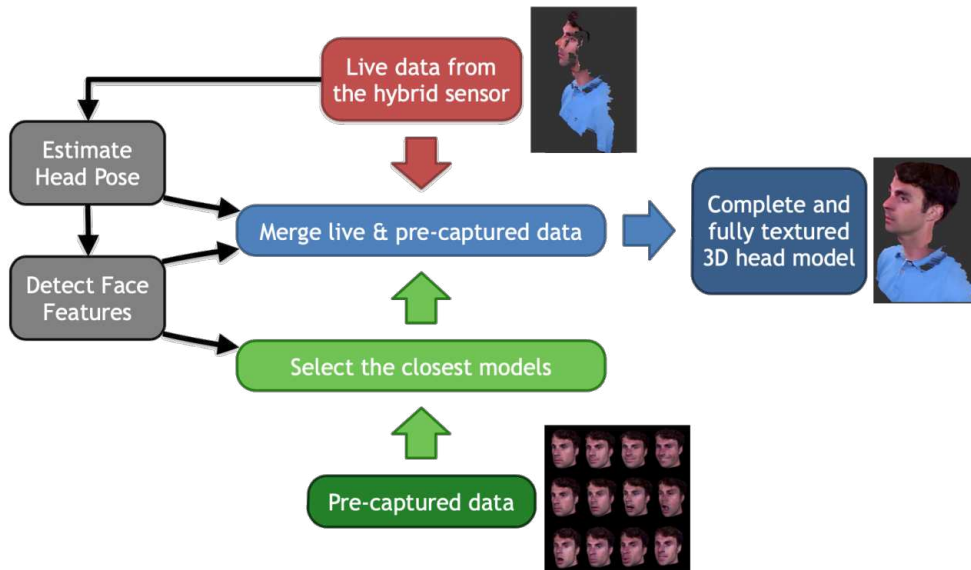 Live data from
the hybrid sensor
Estimate
Head Pose
Merge live & pre-captured data
Complete and
fully textured
3D head model
Detect Face
Features
Select the closest models
Pre-captured data